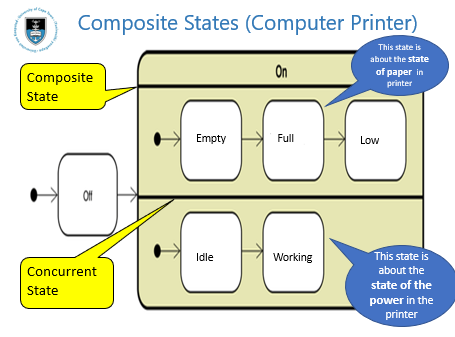 Composite States (Computer Printer)
This state is
about the state
of paper in
printer
On
Composite
State
Empty
Full
Low
Off
Concurrent
State
Idle
Working
This state is
about the
state of the
power in the
printer